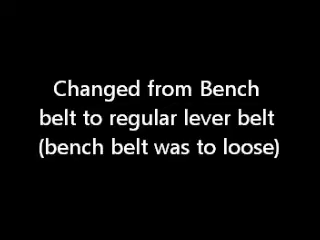 Changed from Bench
belt to regular lever belt
(bench belt was to loose)